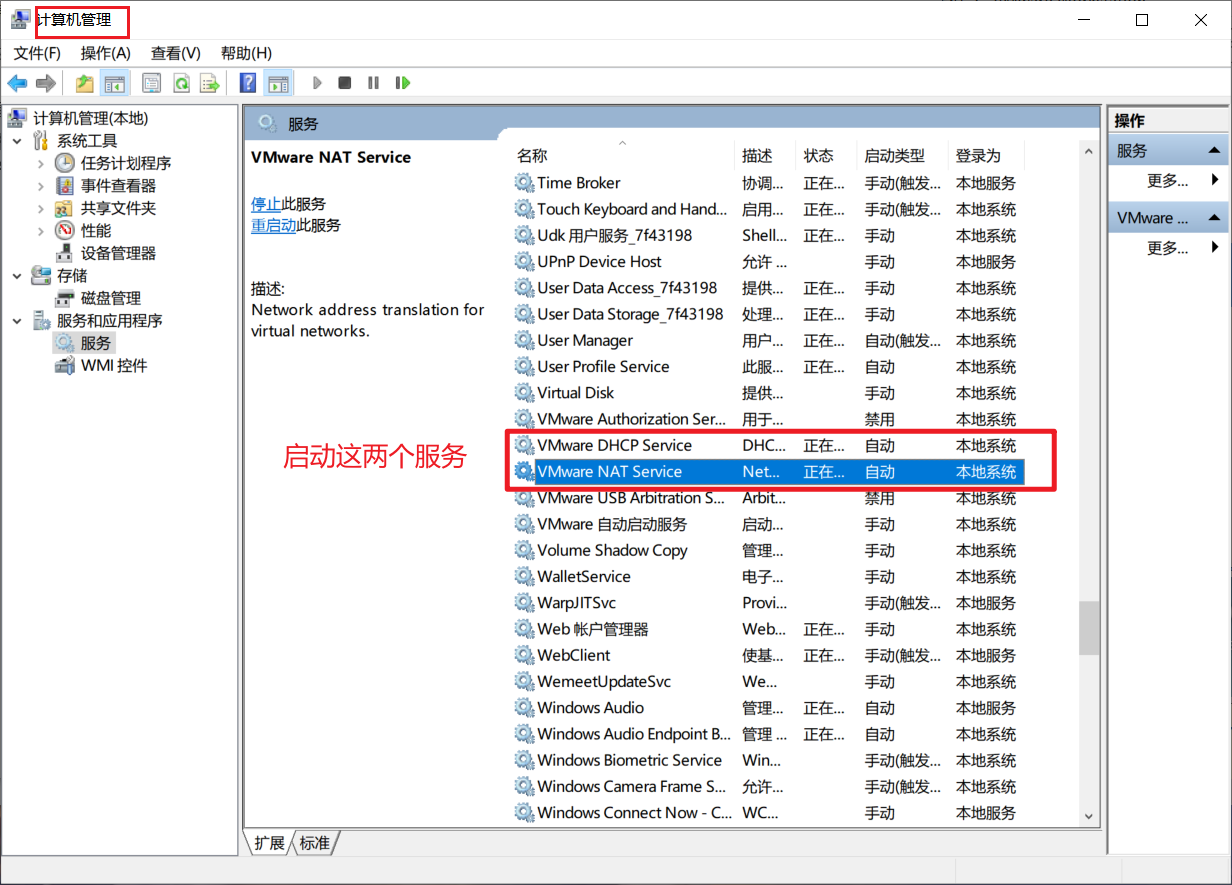 计算机管理
文件(F) 操作(A) 查看(V) 帮助(H)
计算机管理(本地)
系统工具
任务计划程序
事件查看器
共享文件夹
性能
设备管理器
存储
磁盘管理
服务和应用程序
服务
WMI 控件
服务
VMware NAT Service
停止此服务
重启动此服务
描述:
Network address translation for
virtual networks.
启动这两个服务
名称 描述 状态 启动类型 登录为
Time Broker 协调... 正在... 手动(触发... 本地服务
Touch Keyboard and Hand... 启用... 正在... 手动(触发... 本地系统
Udk 用户服务_7f43198 Shell... 正在... 手动 本地系统
UPnP Device Host 允许 ... 手动 本地服务
User Data Access_7f43198 提供... 正在... 手动 本地系统
User Data Storage_7f43198 处理... 正在... 手动 本地系统
User Manager 用户... 正在... 自动(触发... 本地系统
User Profile Service 此服... 正在... 自动 本地系统
Virtual Disk 提供... 手动 本地系统
VMware Authorization Ser... 用于... 禁用 本地系统
VMware DHCP Service DHC... 正在... 自动 本地系统
VMware NAT Service Net... 正在... 自动 本地系统
VMware USB Arbitration S... Arbit... 禁用 本地系统
VMware 自动启动服务 启动... 手动 本地系统
Volume Shadow Copy 管理... 手动 本地系统
WalletService 电子... 手动 本地系统
WarpJITSvc Provi... 手动(触发... 本地服务
Web 帐户管理器 Web... 正在... 手动 本地系统
WebClient 使基... 正在... 手动(触发... 本地服务
WemeetUpdateSvc We... 手动 本地系统
Windows Audio 管理... 正在... 自动 本地服务
Windows Audio Endpoint B... 管理 ... 正在... 自动 本地系统
Windows Biometric Service Win... 手动(触发... 本地系统
Windows Camera Frame S... 允许... 手动(触发... 本地系统
Windows Connect Now - C... WC... 手动 本地服务
扩展 标准
操作
服务
更多...
VMware ...
更多...